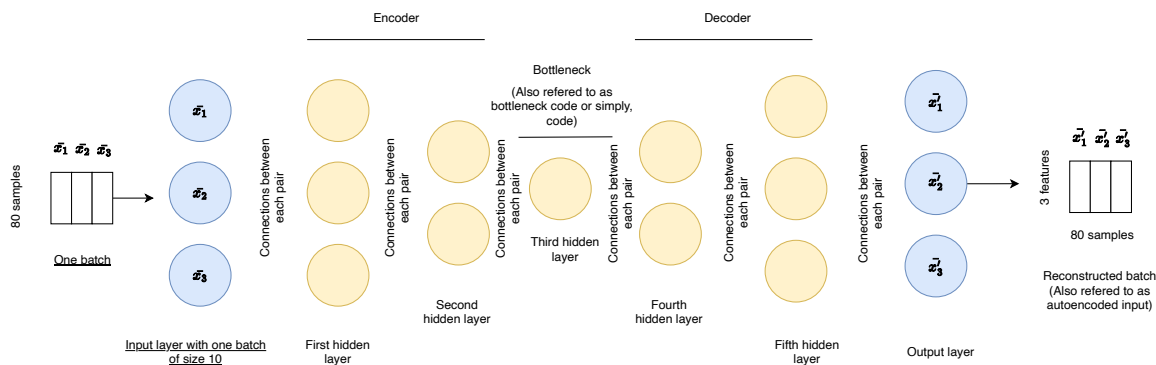 Encoder
Decoder
Bottleneck
(Also refered to as
bottleneck code or simply,
code)
80 samples
x̄₁ x̄₂ x̄₃
One batch
x̄₁
x̄₂
x̄₃
Input layer with one batch
of size 10
Connections between
each pair
First hidden
layer
Connections between
each pair
Second
hidden layer
Connections between
each pair
Third hidden
layer
Connections between
each pair
Fourth
hidden layer
Connections between
each pair
Fifth hidden
layer
Connections between
each pair
x̄′₁
x̄′₂
x̄′₃
Output layer
x̄′₁ x̄′₂ x̄′₃
3 features
80 samples
Reconstructed batch
(Also refered to as
autoencoded input)